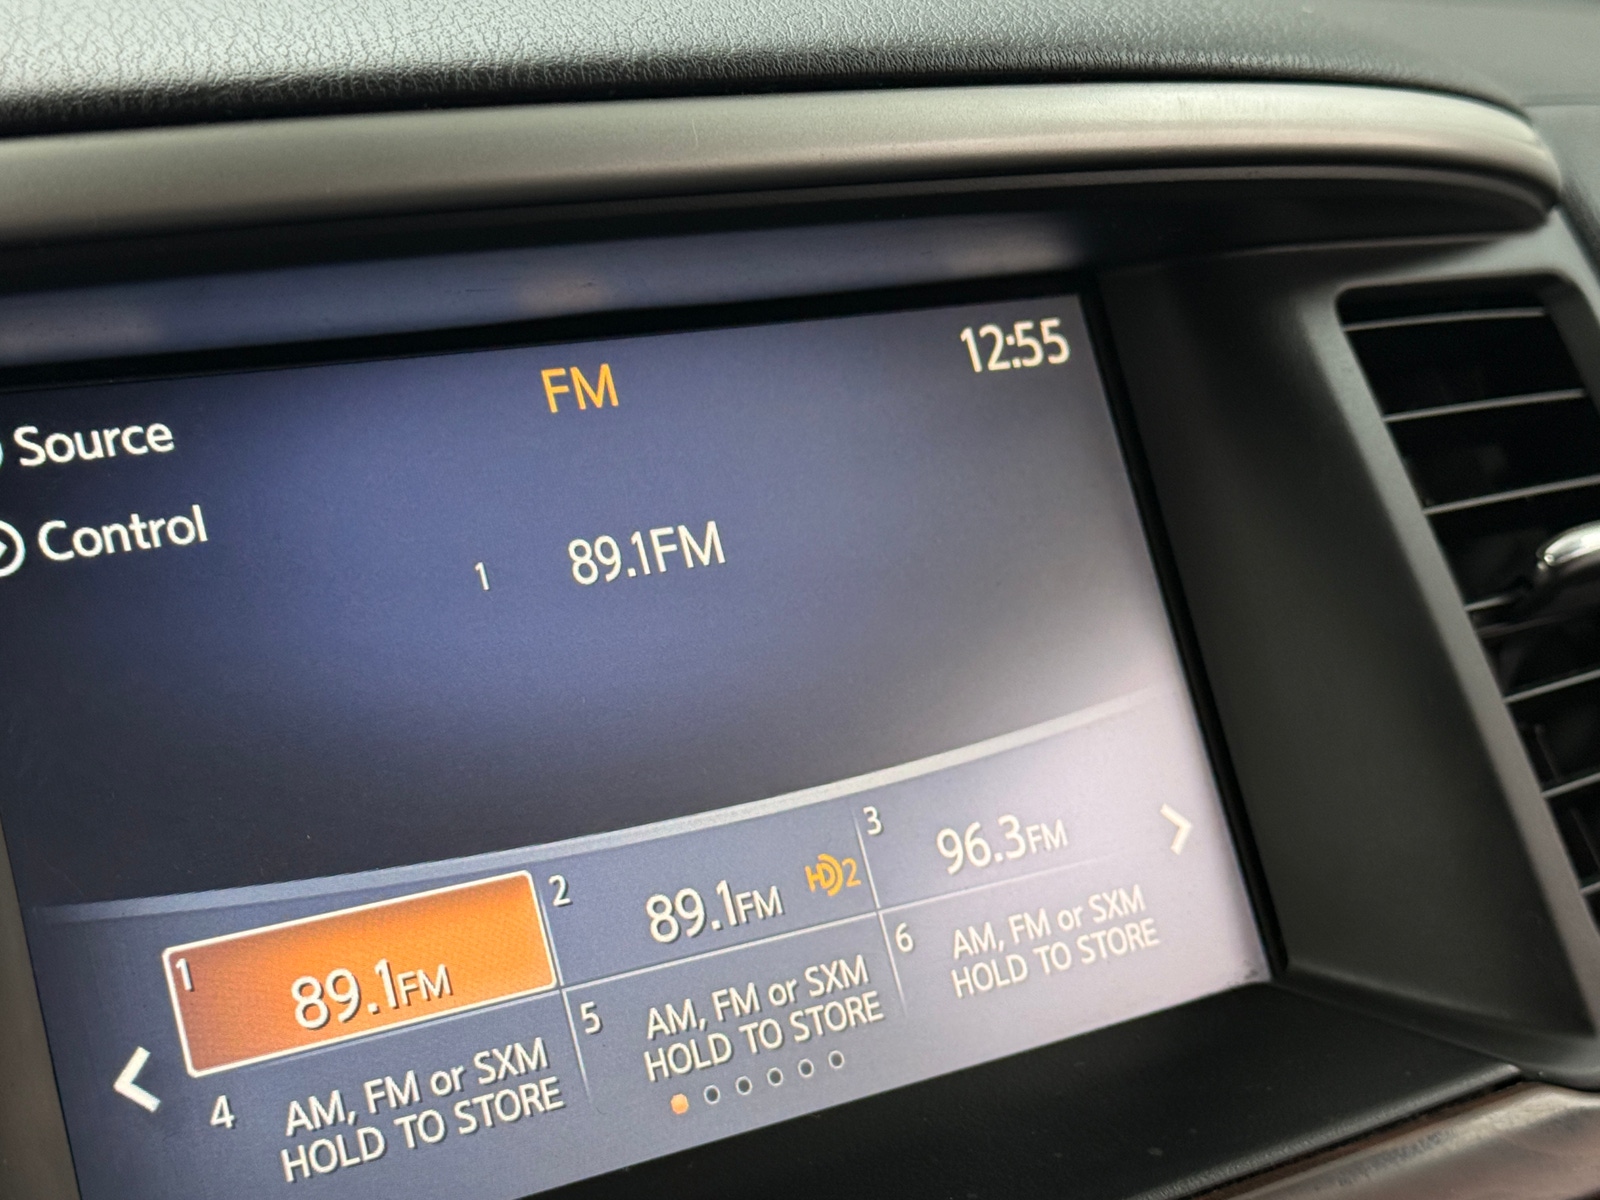 FM
12:55
Source
Control
1 89.1FM
1 89.1FM
2 89.1FM HD2
3 96.3FM
4 AM, FM or SXM
HOLD TO STORE
5 AM, FM or SXM
HOLD TO STORE
6 AM, FM or SXM
HOLD TO STORE